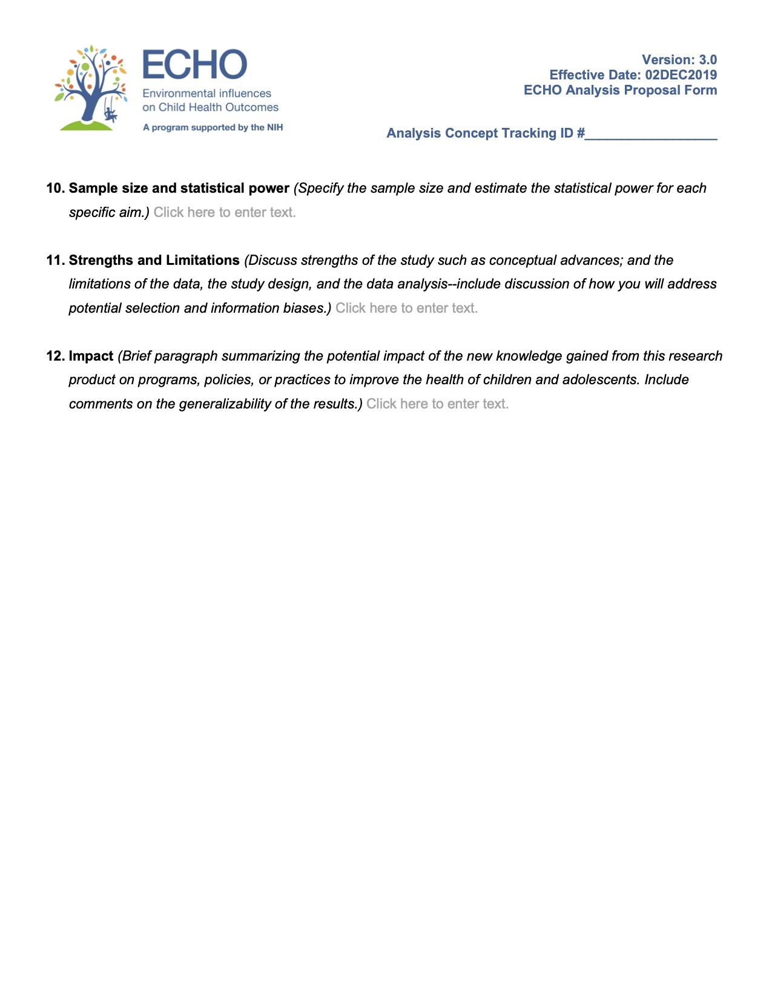 ECHO
Environmental influences
on Child Health Outcomes
A program supported by the NIH
Version: 3.0
Effective Date: 02DEC2019
ECHO Analysis Proposal Form
Analysis Concept Tracking ID #__________________
10. Sample size and statistical power (Specify the sample size and estimate the statistical power for each
specific aim.) Click here to enter text.
11. Strengths and Limitations (Discuss strengths of the study such as conceptual advances; and the
limitations of the data, the study design, and the data analysis--include discussion of how you will address
potential selection and information biases.) Click here to enter text.
12. Impact (Brief paragraph summarizing the potential impact of the new knowledge gained from this research
product on programs, policies, or practices to improve the health of children and adolescents. Include
comments on the generalizability of the results.) Click here to enter text.